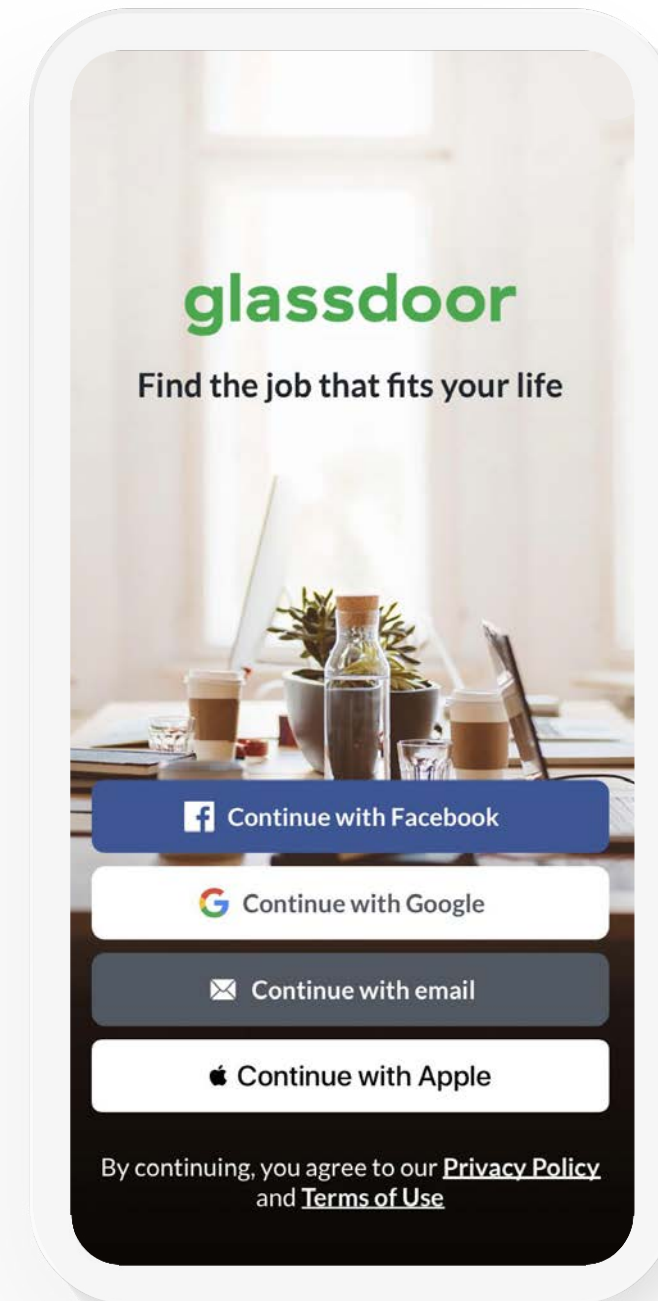 glassdoor
Find the job that fits your life
Continue with Facebook
Continue with Google
Continue with email
Continue with Apple
By continuing, you agree to our Privacy Policy
and Terms of Use